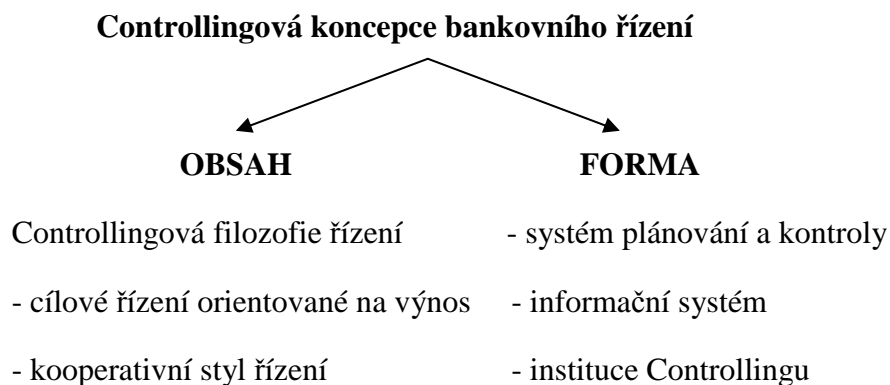 Controllingová koncepce bankovního řízení
OBSAH FORMA
Controllingová filozofie řízení - systém plánování a kontroly
- cílové řízení orientované na výnos - informační systém
- kooperativní styl řízení - instituce Controllingu